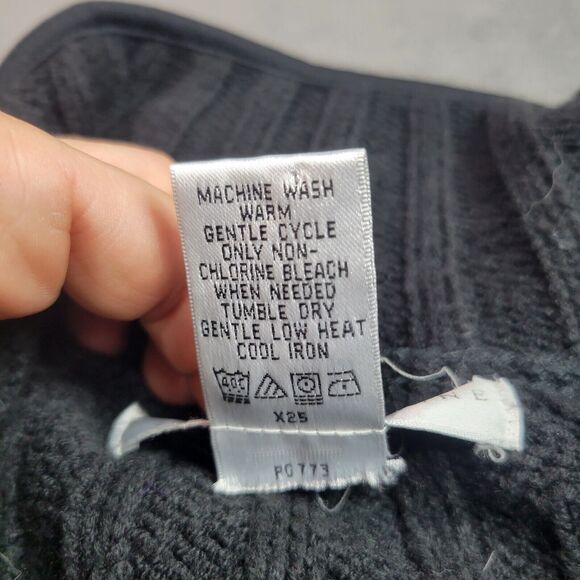 MACHINE WASH
WARM
GENTLE CYCLE
ONLY NON-
CHLORINE BLEACH
WHEN NEEDED
TUMBLE DRY
GENTLE LOW HEAT
COOL IRON
40C
X25
PG773
N E